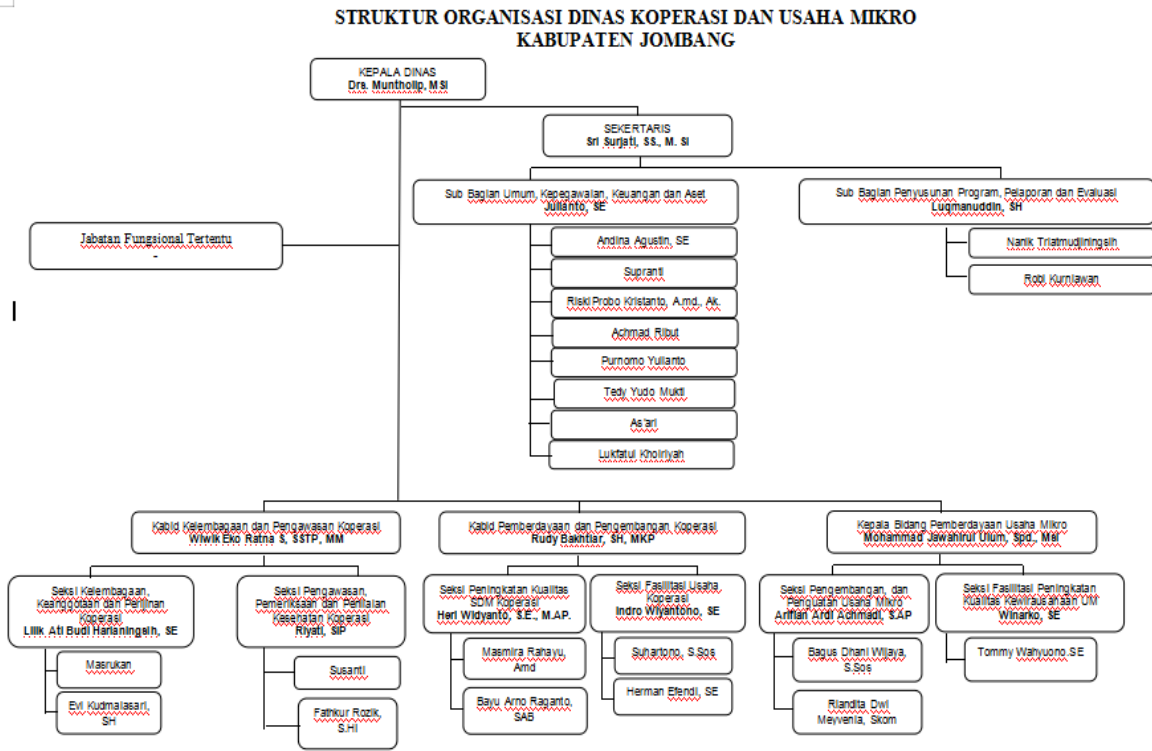 STRUKTUR ORGANISASI DINAS KOPERASI DAN USAHA MIKRO
KABUPATEN JOMBANG
KEPALA DINAS
Drs. Muntholip, MSI
SEKERTARIS
Sri Surjati, SS., M. SI
Sub Bagian Umum, Kepegawaian, Keuangan dan Aset
Julianto, SE
Sub Bagian Penyusunan Program, Pelaporan dan Evaluasi
Luqmanuddin, SH
Jabatan Fungsional Tertentu
-
Andina Agustin, SE
Supranti
Riski Probo Kristanto, A.md., Ak.
Achmad Ribut
Purnomo Yulianto
Tedy Yudo Mukti
As'ari
Lukfatul Khoiriyah
Nanik Triatmudjiningsih
Robi Kurniawan
Kabid Kelembagaan dan Pengawasan Koperasi
Wiwik Eko Ratna S, SSTP, MM
Kabid Pemberdayaan dan Pengembangan Koperasi
Rudy Bakhtiar, SH, MKP
Kepala Bidang Pemberdayaan Usaha Mikro
Mohammad Jawahirul Ulum, Spd., Msi
Seksi Kelembagaan,
Keanggotaan dan Perijinan
Koperasi
Lilik Ati Budi Harianingsih, SE
Masrukan
Evi Kudmalasari,
SH
Seksi Pengawasan,
Pemeriksaan dan Penilaian
Kesehatan Koperasi
Riyati, SIP
Susanti
Fathkur Rozik,
S.HI
Seksi Peningkatan Kualitas
SDM Koperasi
Heri Widyanto, S.E., M.AP.
Masmira Rahayu,
Amd
Bayu Arno Raganto,
SAB
Seksi Fasilitasi Usaha
Koperasi
Indro Wiyantono, SE
Suhartono, S.Sos
Herman Efendi, SE
Seksi Pengembangan, dan
Penguatan Usaha Mikro
Arifian Ardi Achmadi, S.AP
Bagus Dhani Wijaya,
S.Sos
Riandita Dwi
Meyvenia, Skom
Seksi Fasilitasi Peningkatan
Kualitas Kewirausahaan UM
Winarko, SE
Tommy Wahyuono.SE